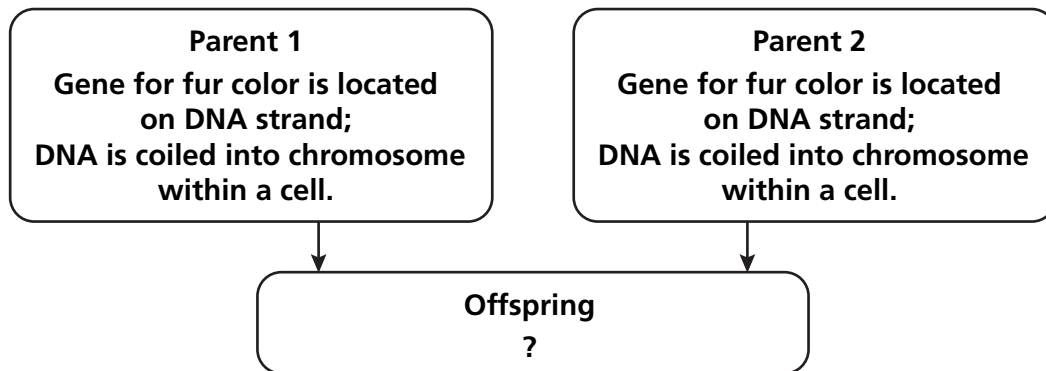 Parent 1
Gene for fur color is located
on DNA strand;
DNA is coiled into chromosome
within a cell.
Parent 2
Gene for fur color is located
on DNA strand;
DNA is coiled into chromosome
within a cell.
Offspring
?